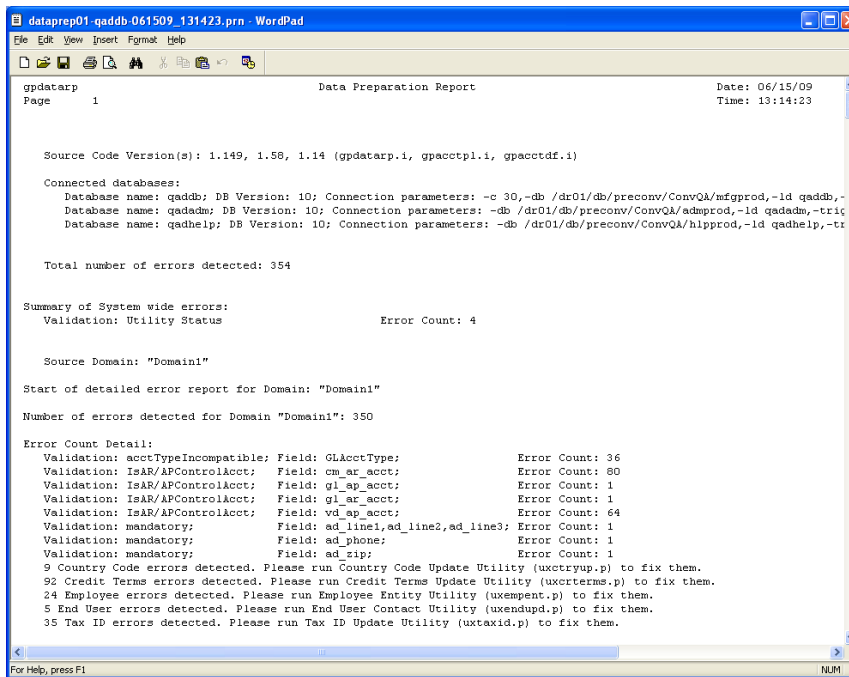 dataprep01-qaddb-061509_131423.prn - WordPad
File Edit View Insert Format Help
gpdatarp Data Preparation Report Date: 06/15/09
Page 1 Time: 13:14:23
Source Code Version(s): 1.149, 1.58, 1.14 (gpdatarp.i, gpacctpl.i, gpacctdf.i)
Connected databases:
Database name: qaddb; DB Version: 10; Connection parameters: -c 30,-db /dr01/db/preconv/ConvQA/mfgprod,-ld qaddb,-
Database name: qadadm; DB Version: 10; Connection parameters: -db /dr01/db/preconv/ConvQA/admprod,-ld qadadm,-trig
Database name: qadhelp; DB Version: 10; Connection parameters: -db /dr01/db/preconv/ConvQA/hlpprod,-ld qadhelp,-tr
Total number of errors detected: 354
Summary of System wide errors:
Validation: Utility Status Error Count: 4
Source Domain: "Domain1"
Start of detailed error report for Domain: "Domain1"
Number of errors detected for Domain "Domain1": 350
Error Count Detail:
Validation: acctTypeIncompatible; Field: GLAcctType; Error Count: 36
Validation: IsAR/APControlAcct; Field: cm_ar_acct; Error Count: 80
Validation: IsAR/APControlAcct; Field: gl_ap_acct; Error Count: 1
Validation: IsAR/APControlAcct; Field: gl_ar_acct; Error Count: 1
Validation: IsAR/APControlAcct; Field: vd_ap_acct; Error Count: 64
Validation: mandatory; Field: ad_line1,ad_line2,ad_line3; Error Count: 1
Validation: mandatory; Field: ad_phone; Error Count: 1
Validation: mandatory; Field: ad_zip; Error Count: 1
9 Country Code errors detected. Please run Country Code Update Utility (uxctryup.p) to fix them.
92 Credit Terms errors detected. Please run Credit Terms Update Utility (uxcrterms.p) to fix them.
24 Employee errors detected. Please run Employee Entity Utility (uxempent.p) to fix them.
5 End User errors detected. Please run End User Contact Utility (uxendupd.p) to fix them.
35 Tax ID errors detected. Please run Tax ID Update Utility (uxtaxid.p) to fix them.
For Help, press F1 NUM